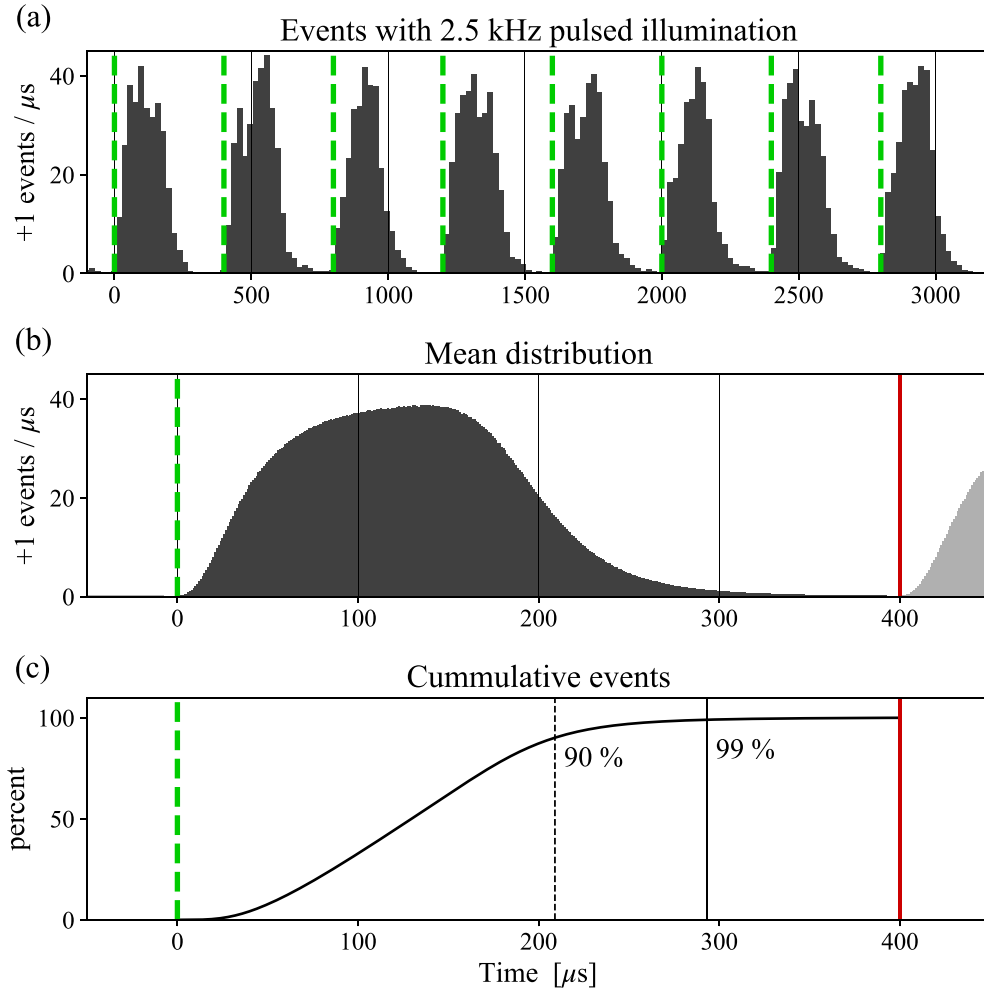 (a)
Events with 2.5 kHz pulsed illumination
+1 events / μs
40
20
0
0 500 1000 1500 2000 2500 3000
(b)
Mean distribution
+1 events / μs
40
20
0
0 100 200 300 400
(c)
Cummulative events
percent
100
50
0
90 %
99 %
0 100 200 300 400
Time [μs]